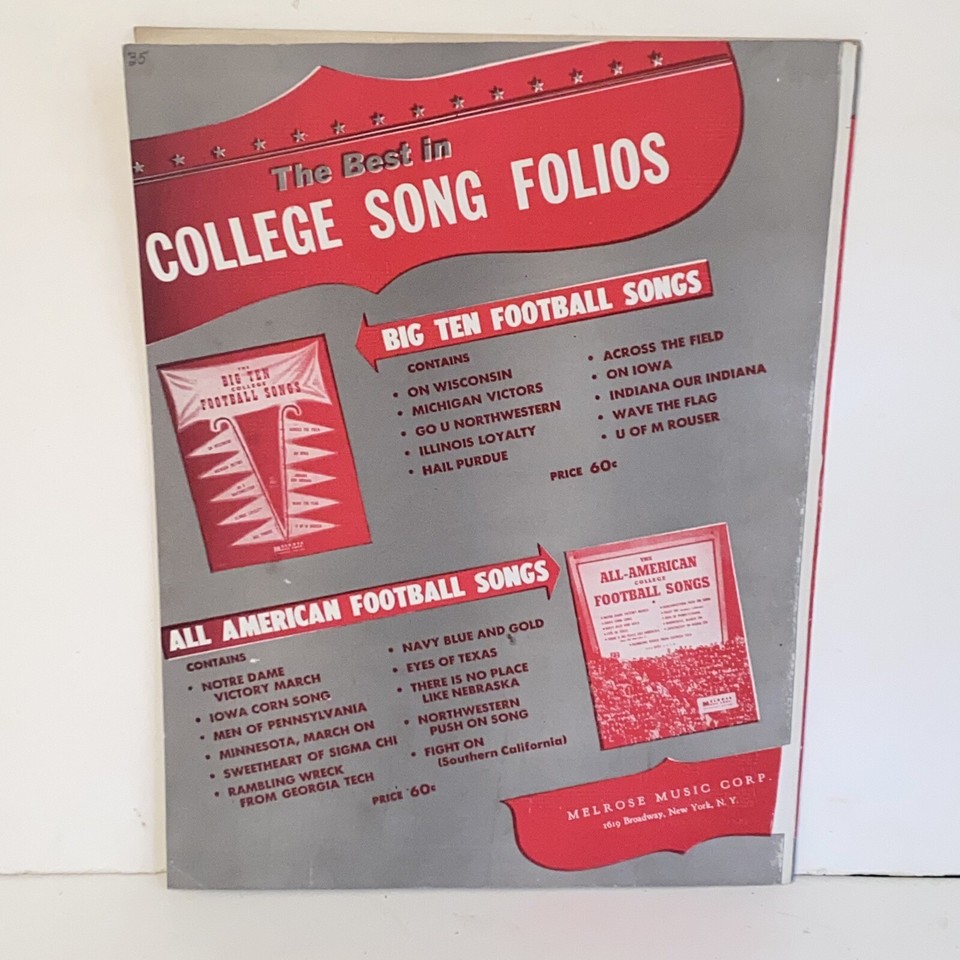 35
The Best in
COLLEGE SONG FOLIOS
BIG TEN FOOTBALL SONGS
CONTAINS
• ON WISCONSIN
• MICHIGAN VICTORS
• GO U NORTHWESTERN
• ILLINOIS LOYALTY
• HAIL PURDUE
• ACROSS THE FIELD
• ON IOWA
• INDIANA OUR INDIANA
• WAVE THE FLAG
• U OF M ROUSER
PRICE 60¢
THE
BIG TEN
COLLEGE
FOOTBALL SONGS
ALL AMERICAN FOOTBALL SONGS
CONTAINS
• NOTRE DAME
VICTORY MARCH
• IOWA CORN SONG
• MEN OF PENNSYLVANIA
• MINNESOTA, MARCH ON
• SWEETHEART OF SIGMA CHI
• RAMBLING WRECK
FROM GEORGIA TECH
• NAVY BLUE AND GOLD
• EYES OF TEXAS
• THERE IS NO PLACE
LIKE NEBRASKA
• NORTHWESTERN
PUSH ON SONG
• FIGHT ON
(Southern California)
PRICE 60¢
THE
ALL-AMERICAN
COLLEGE
FOOTBALL SONGS
MELROSE MUSIC CORP.
1619 Broadway, New York, N. Y.